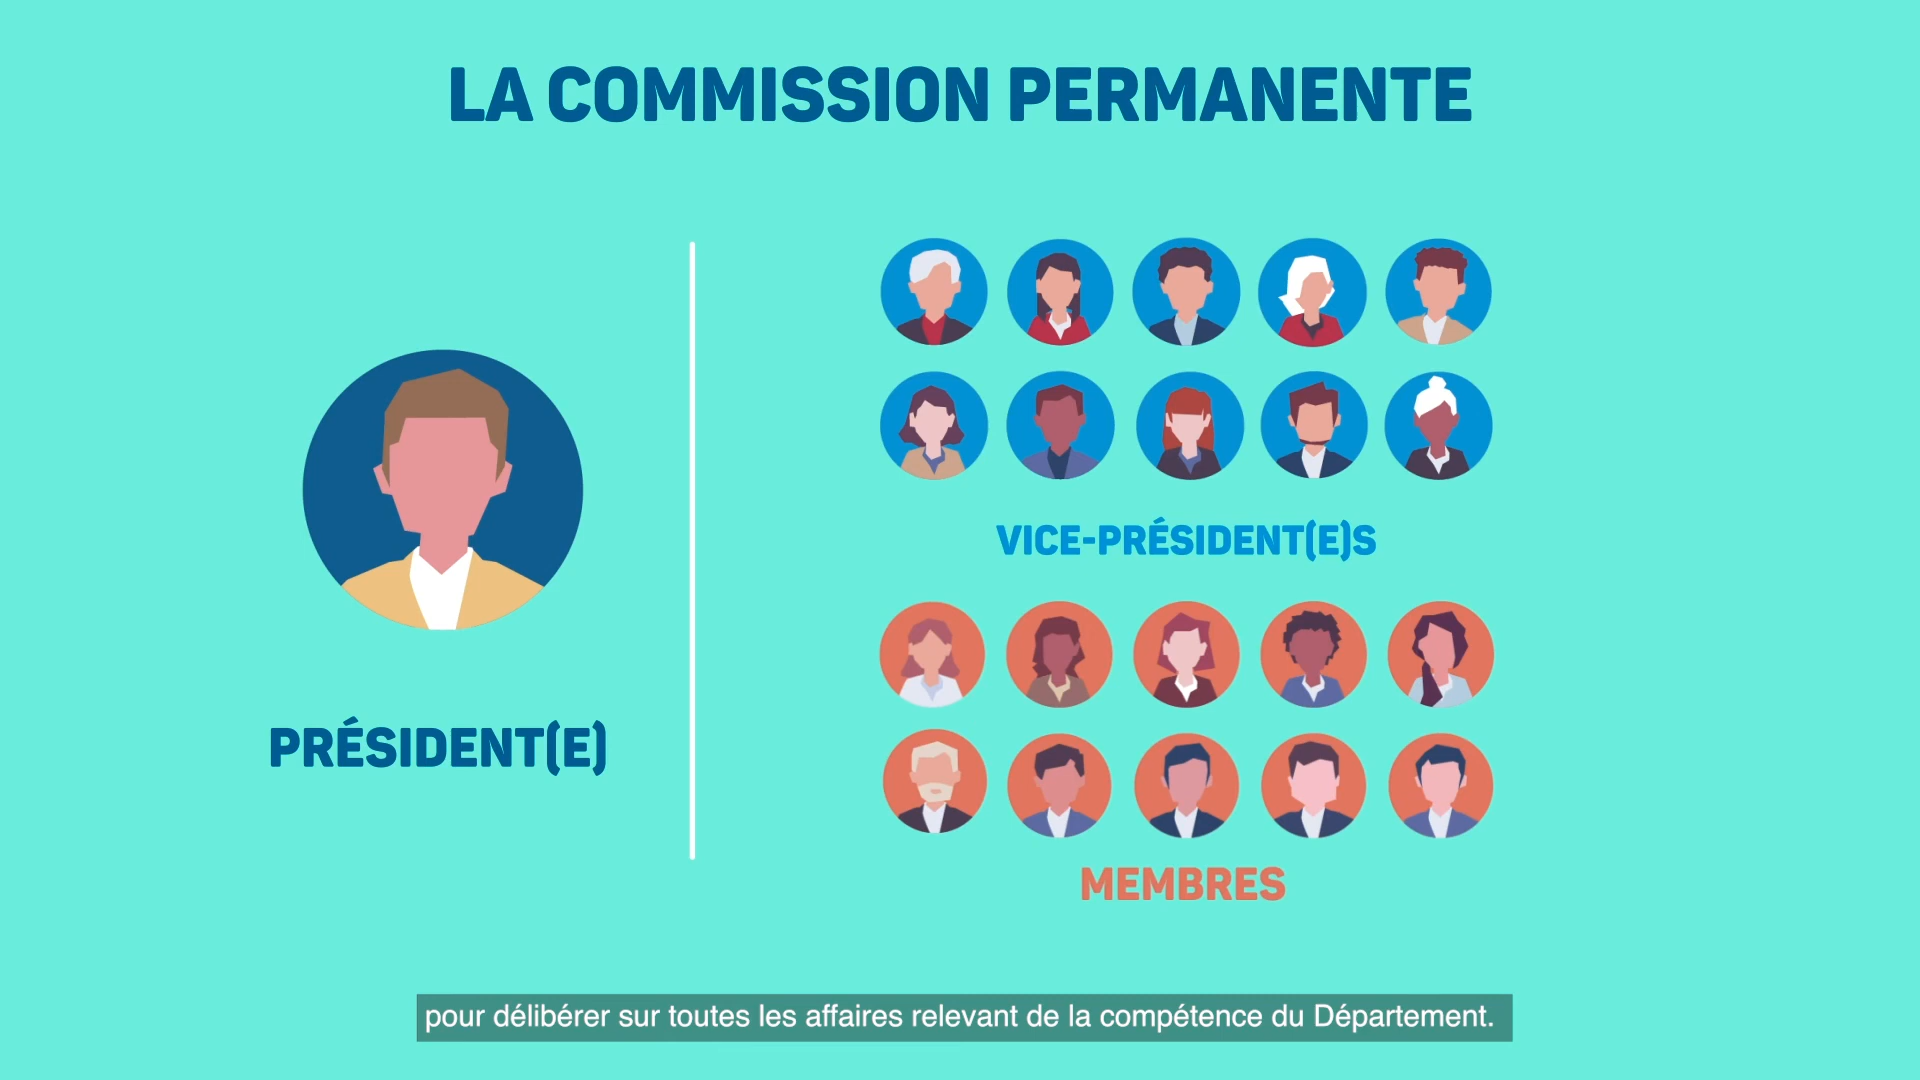 LA COMMISSION PERMANENTE
PRÉSIDENT(E)
VICE-PRÉSIDENT(E)S
MEMBRES
pour délibérer sur toutes les affaires relevant de la compétence du Département.